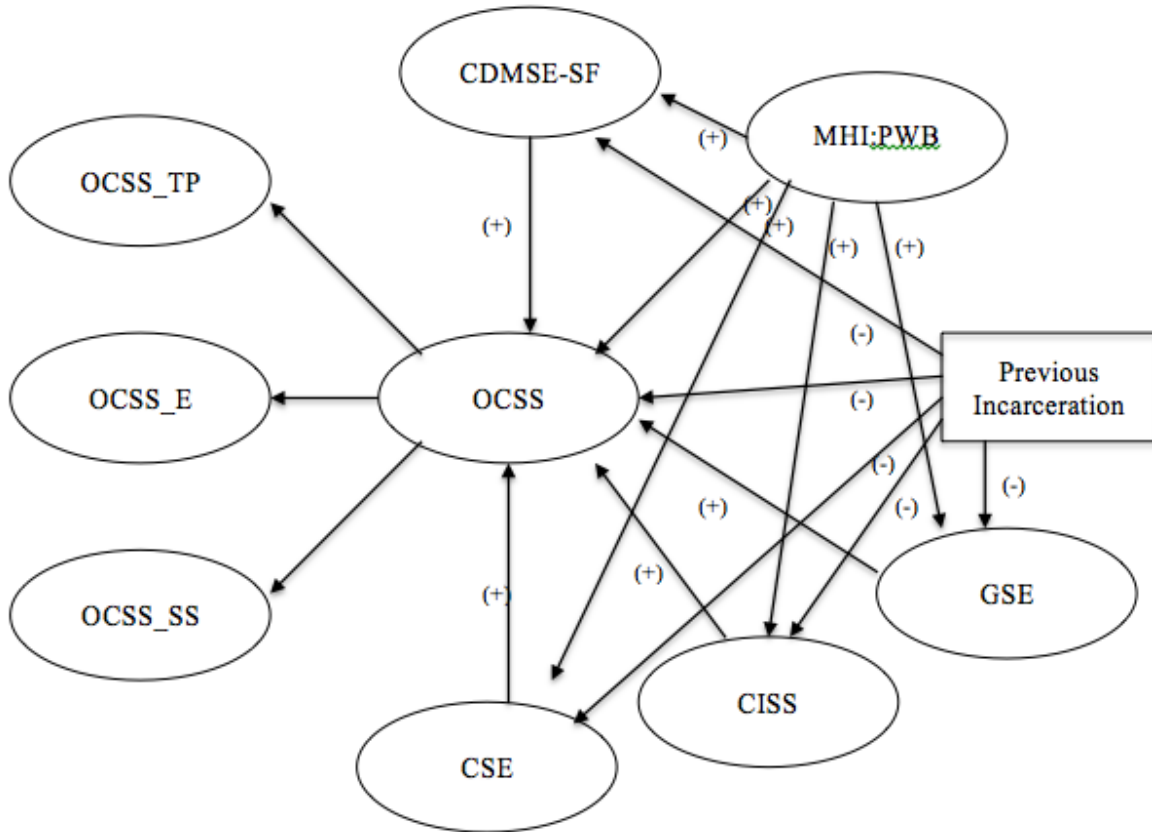 CDMSE-SF
MHI:PWB
(+)
OCSS_TP
(+)
(+)
(+)
(+)
(+)
(-)
Previous
Incarceration
OCSS_E
OCSS
(-)
(-)
(-)
(-)
(+)
(+)
(+)
GSE
OCSS_SS
CISS
CSE